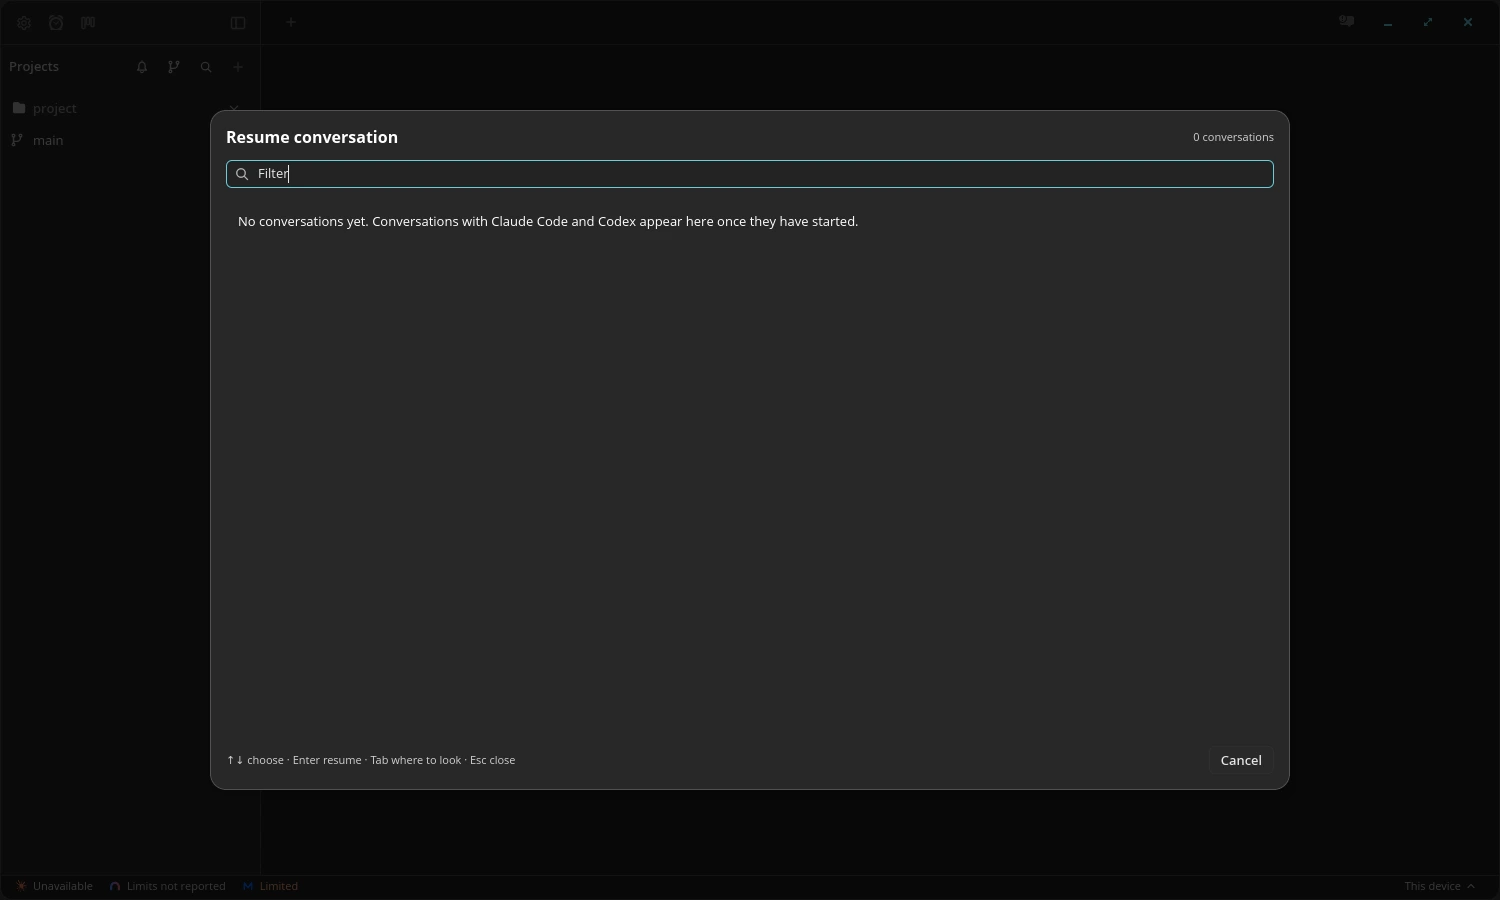 Projects
project
main
Resume conversation
0 conversations
Filter
No conversations yet. Conversations with Claude Code and Codex appear here once they have started.
↑↓ choose · Enter resume · Tab where to look · Esc close
Cancel
Unavailable
Limits not reported
Limited
This device